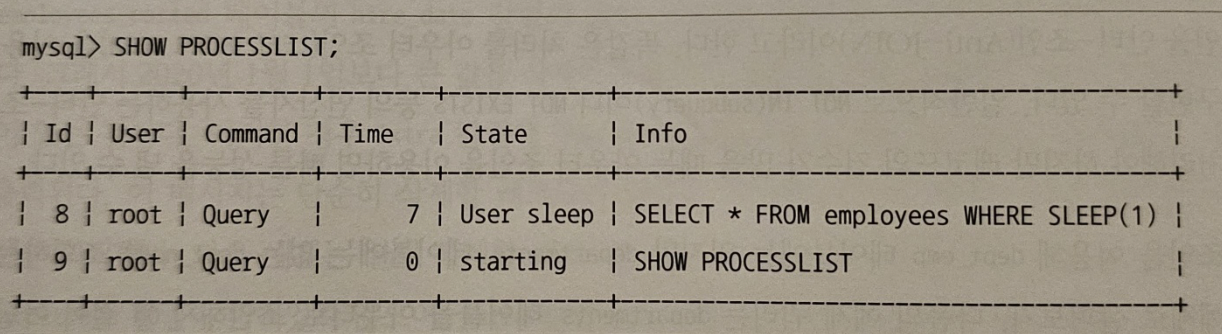 mysql> SHOW PROCESSLIST;
+----+------+---------+------+------------+--------------------------------------+
| Id | User | Command | Time | State | Info |
+----+------+---------+------+------------+--------------------------------------+
| 8 | root | Query | 7 | User sleep | SELECT * FROM employees WHERE SLEEP(1) |
| 9 | root | Query | 0 | starting | SHOW PROCESSLIST |
+----+------+---------+------+------------+--------------------------------------+